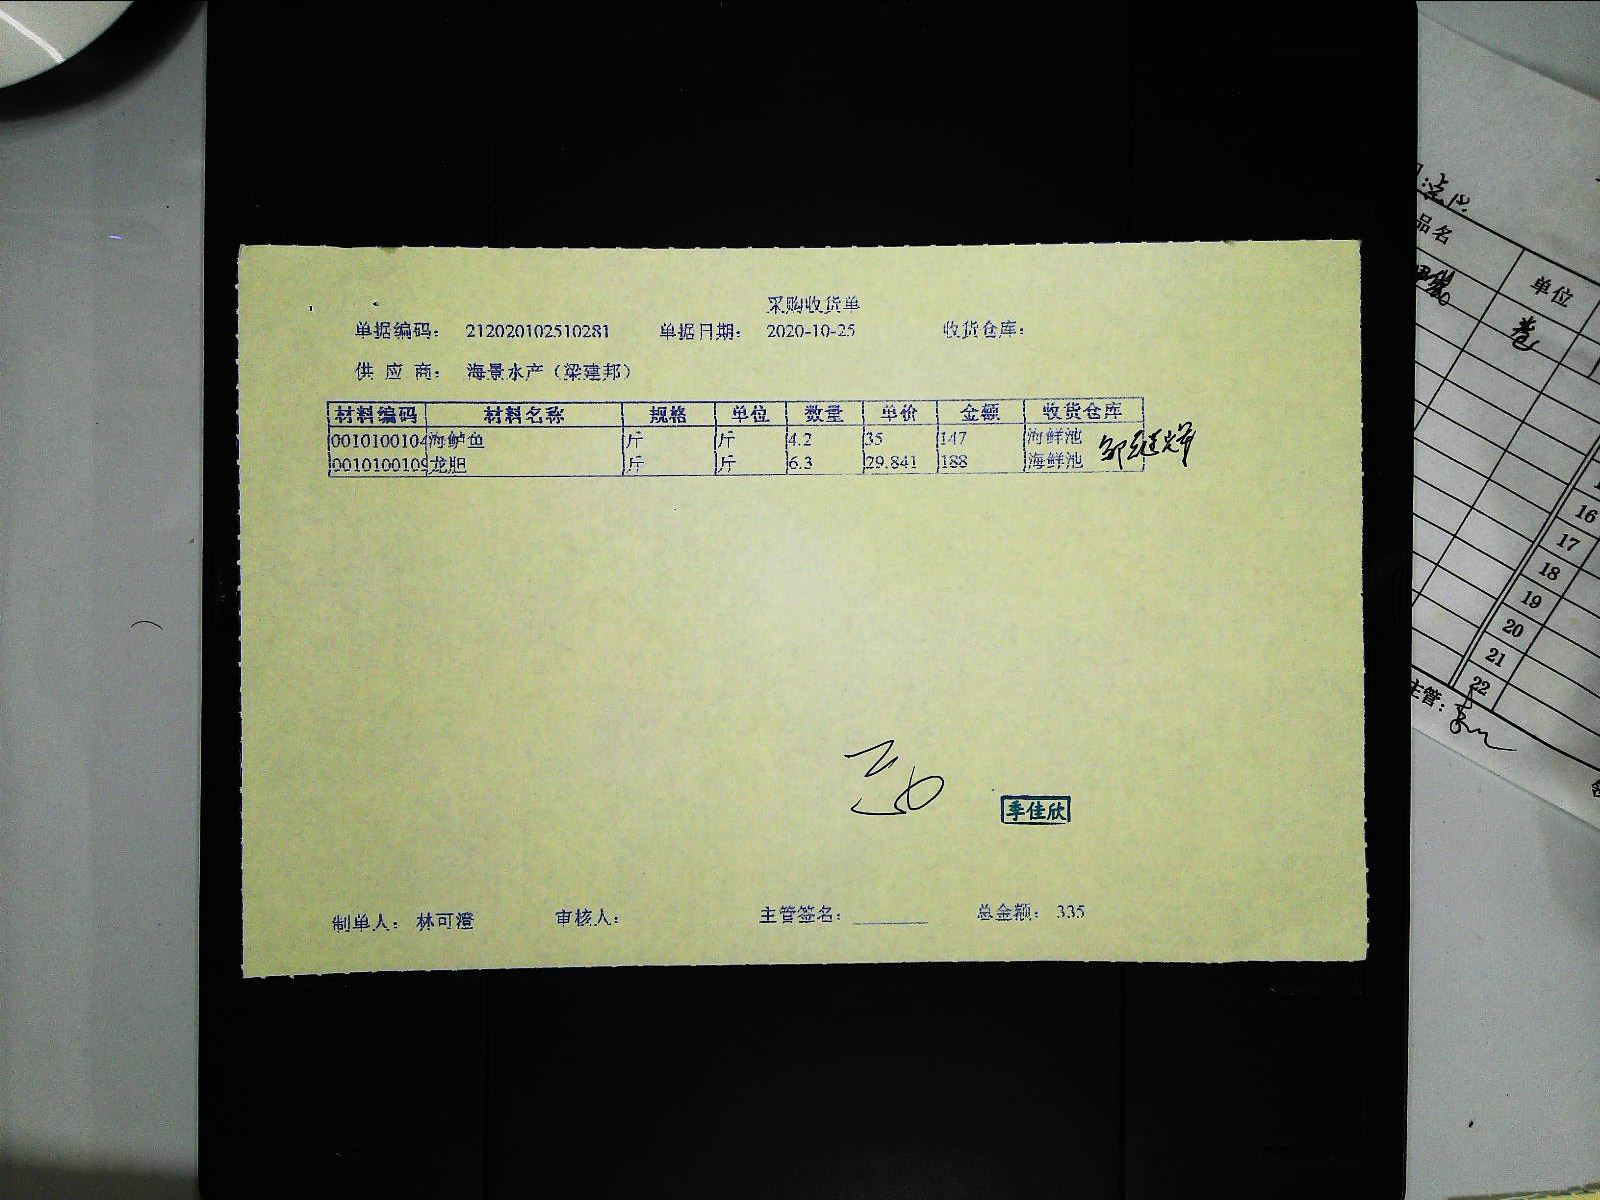 采购收货单
单据编码： 212020102510281 单据日期： 2020-10-25 收货仓库：
供 应 商： 海景水产（梁建邦）
材料编码 材料名称 规格 单位 数量 单价 金额 收货仓库
0010100104 海鲈鱼 斤 斤 4.2 35 147 海鲜池
0010100109 龙胆 斤 斤 6.3 29.841 188 海鲜池
季佳欣
制单人： 林可澄 审核人： 主管签名： 总金额： 335
品名 单位
卷
16
17
18
19
20
21
22
主管：